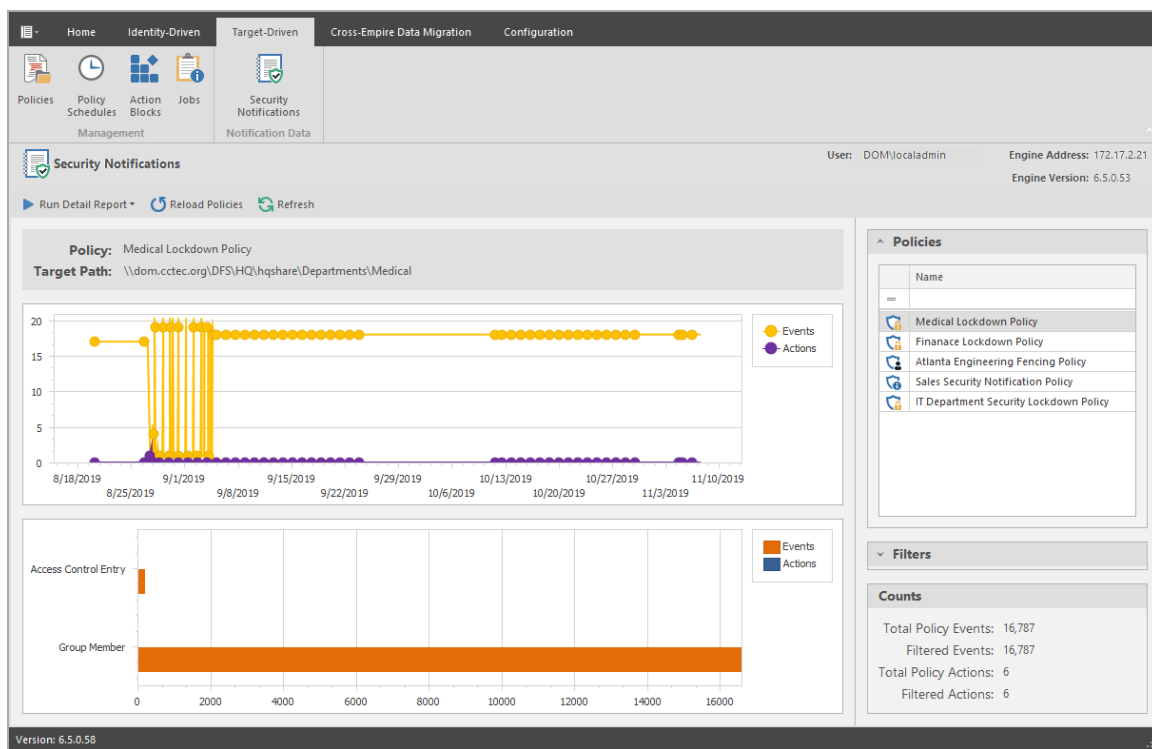 Home Identity-Driven Target-Driven Cross-Empire Data Migration Configuration
Policies Policy Schedules Action Blocks Jobs Security Notifications
Management Notification Data
Security Notifications
User: DOM\localadmin Engine Address: 172.17.2.21
Engine Version: 6.5.0.53
Run Detail Report Reload Policies Refresh
Policy: Medical Lockdown Policy
Target Path: \\dom.cctec.org\DFS\HQ\hqshare\Departments\Medical
20
15
10
5
0
8/18/2019 9/1/2019 9/15/2019 9/29/2019 10/13/2019 10/27/2019 11/10/2019
8/25/2019 9/8/2019 9/22/2019 10/6/2019 10/20/2019 11/3/2019
Events
Actions
Access Control Entry
Group Member
0 2000 4000 6000 8000 10000 12000 14000 16000
Events
Actions
Policies
Name
Medical Lockdown Policy
Finanace Lockdown Policy
Atlanta Engineering Fencing Policy
Sales Security Notification Policy
IT Department Security Lockdown Policy
Filters
Counts
Total Policy Events: 16,787
Filtered Events: 16,787
Total Policy Actions: 6
Filtered Actions: 6
Version: 6.5.0.58